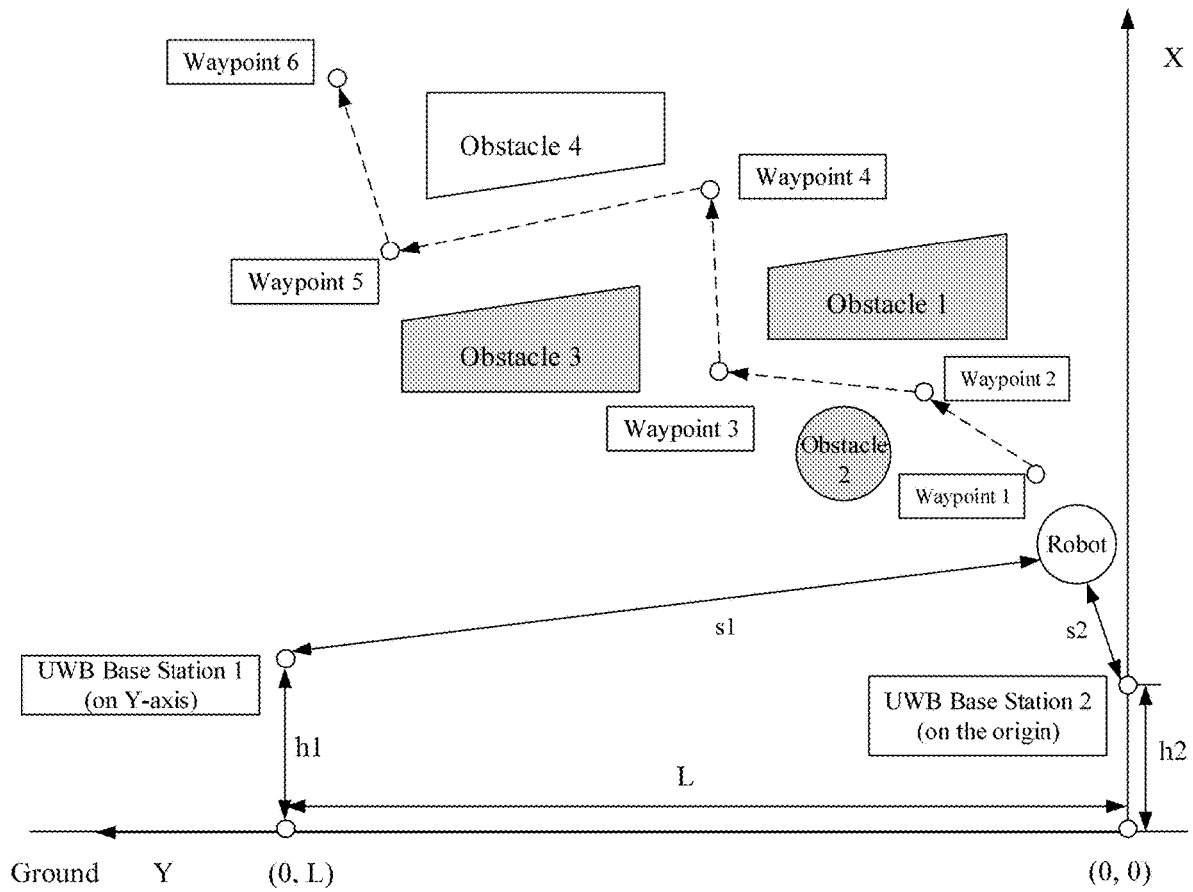 X
Waypoint 6
Obstacle 4
Waypoint 4
Waypoint 5
Obstacle 1
Obstacle 3
Waypoint 2
Waypoint 3
Obstacle
2
Waypoint 1
Robot
s1
s2
UWB Base Station 1
(on Y-axis)
UWB Base Station 2
(on the origin)
h1
h2
L
Ground
Y
(0, L)
(0, 0)